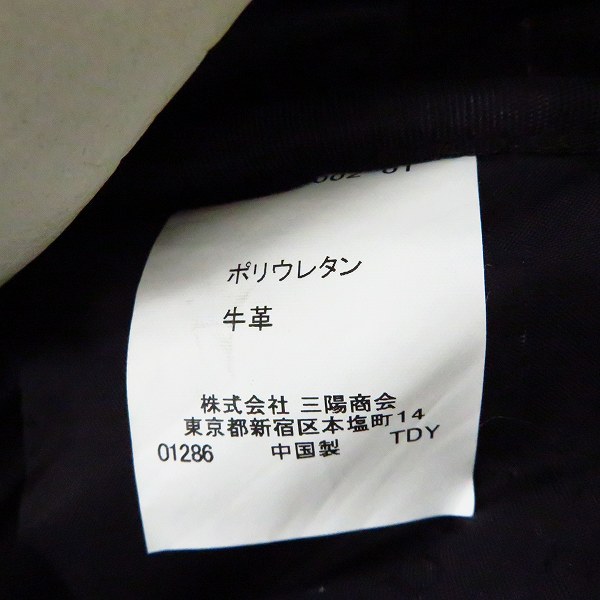 ポリウレタン
牛革
株式会社 三陽商会
東京都新宿区本塩町14
01286 中国製 TDY